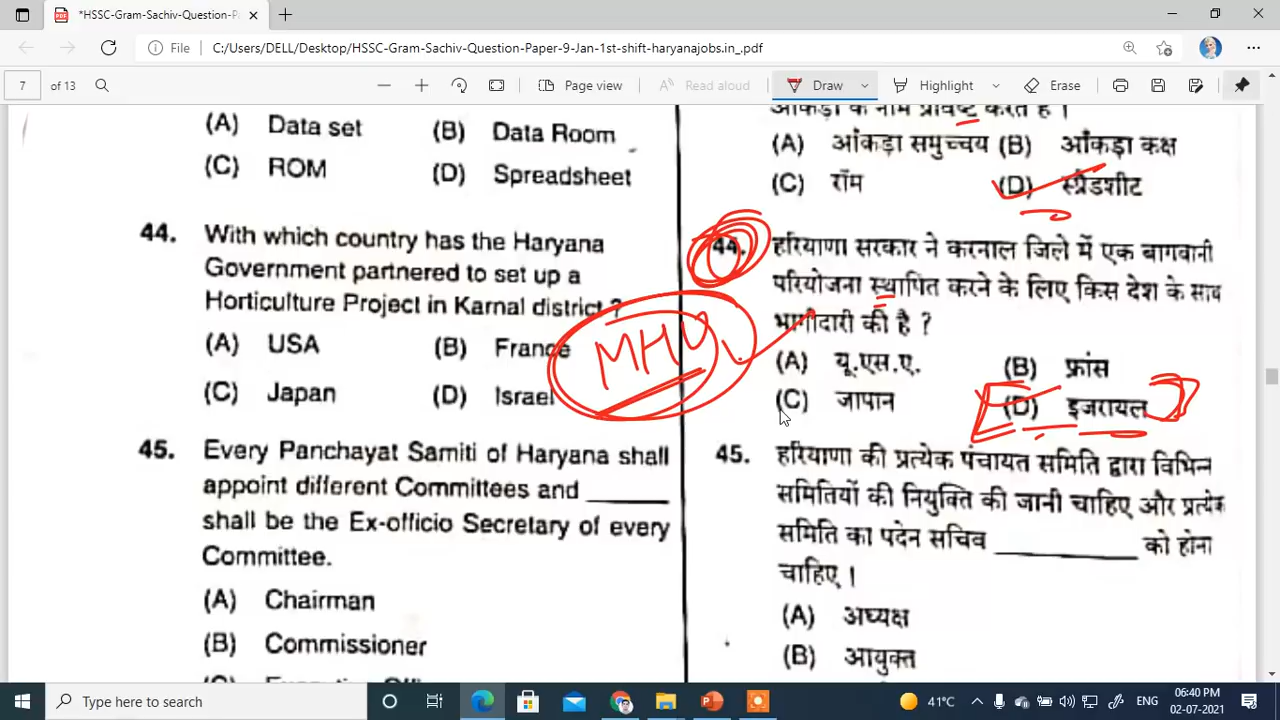 *HSSC-Gram-Sachiv-Question-P
File
C:/Users/DELL/Desktop/HSSC-Gram-Sachiv-Question-Paper-9-Jan-1st-shift-haryanajobs.in_.pdf
7 of 13
Page view
Read aloud
Draw
Highlight
Erase
(A) Data set (B) Data Room
(C) ROM (D) Spreadsheet
44. With which country has the Haryana
Government partnered to set up a
Horticulture Project in Karnal district ?
(A) USA (B) France
(C) Japan (D) Israel
45. Every Panchayat Samiti of Haryana shall
appoint different Committees and ______
shall be the Ex-officio Secretary of every
Committee.
(A) Chairman
(B) Commissioner
MHU
आंकड़ों के नाम प्रविष्ट करते हैं ।
(A) आंकड़ा समुच्चय (B) आँकड़ा कक्ष
(C) रॉम (D) स्प्रैडशीट
44. हरियाणा सरकार ने करनाल जिले में एक बागवानी
परियोजना स्थापित करने के लिए किस देश के साथ
भागीदारी की है ?
(A) यू.एस.ए. (B) फ्रांस
(C) जापान (D) इजरायल
45. हरियाणा की प्रत्येक पंचायत समिति द्वारा विभिन्न
समितियों की नियुक्ति की जानी चाहिए और प्रत्येक
समिति का पदेन सचिव __________ को होना
चाहिए ।
(A) अध्यक्ष
(B) आयुक्त
Type here to search
41°C
ENG
06:40 PM
02-07-2021